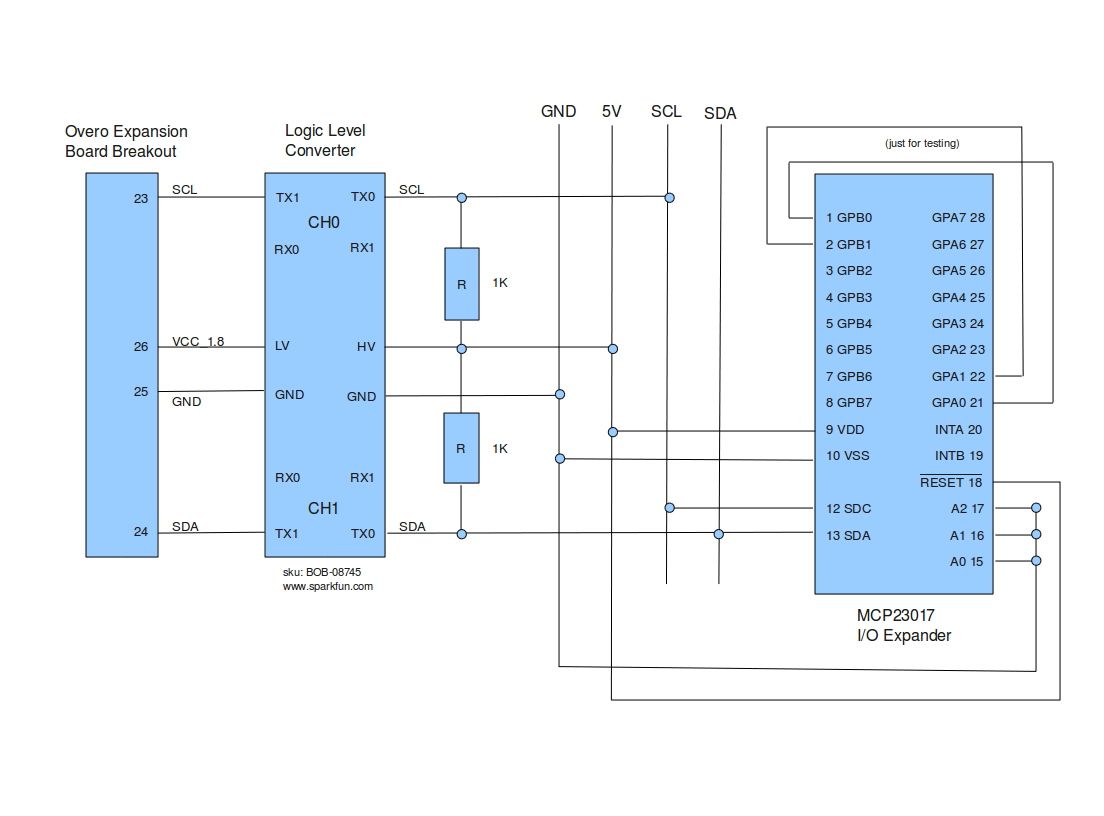 GND
5V
SCL
SDA
Overo Expansion
Board Breakout
Logic Level
Converter
(just for testing)
23
SCL
TX1
TX0
SCL
CH0
RX0
RX1
R
1K
26
VCC_1.8
LV
HV
25
GND
GND
GND
R
1K
RX0
RX1
CH1
24
SDA
TX1
TX0
SDA
sku: BOB-08745
www.sparkfun.com
1 GPB0
GPA7 28
2 GPB1
GPA6 27
3 GPB2
GPA5 26
4 GPB3
GPA4 25
5 GPB4
GPA3 24
6 GPB5
GPA2 23
7 GPB6
GPA1 22
8 GPB7
GPA0 21
9 VDD
INTA 20
10 VSS
INTB 19
RESET 18
12 SDC
A2 17
13 SDA
A1 16
A0 15
MCP23017
I/O Expander